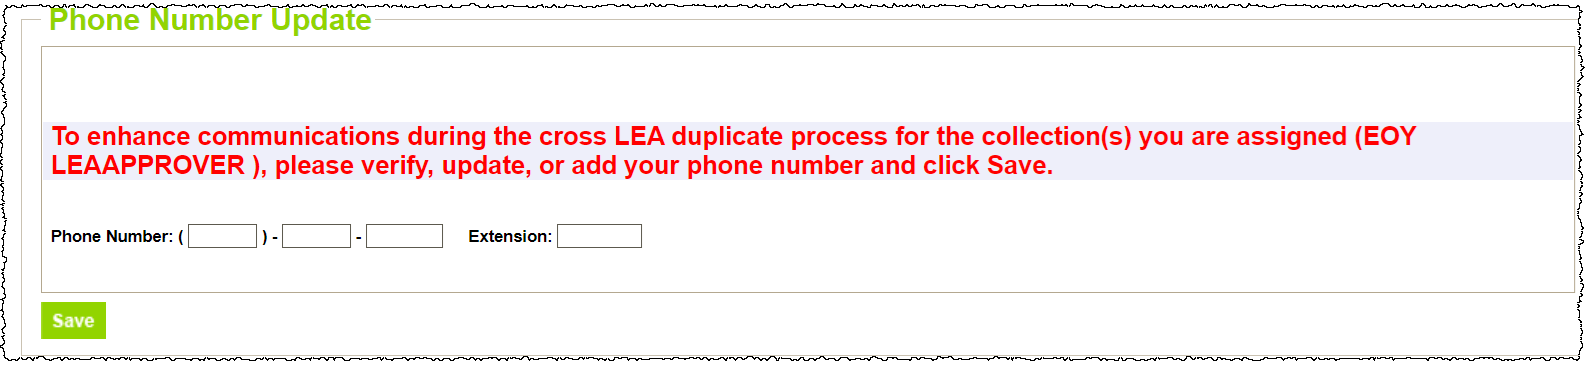 Phone Number Update
To enhance communications during the cross LEA duplicate process for the collection(s) you are assigned (EOY
LEAAPPROVER ), please verify, update, or add your phone number and click Save.
Phone Number: ( ) - - Extension:
Save